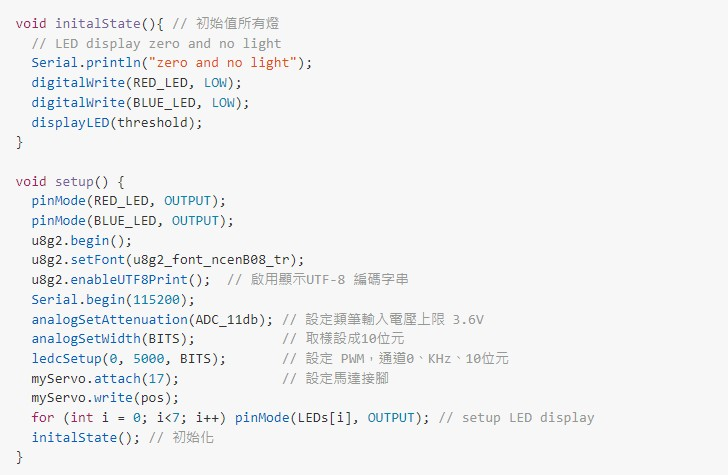 void initalState(){ // 初始值所有燈
// LED display zero and no light
Serial.println("zero and no light");
digitalWrite(RED_LED, LOW);
digitalWrite(BLUE_LED, LOW);
displayLED(threshold);
}
void setup() {
pinMode(RED_LED, OUTPUT);
pinMode(BLUE_LED, OUTPUT);
u8g2.begin();
u8g2.setFont(u8g2_font_ncenB08_tr);
u8g2.enableUTF8Print();  // 啟用顯示UTF-8 編碼字串
Serial.begin(115200);
analogSetAttenuation(ADC_11db); // 設定類筆輸入電壓上限 3.6V
analogSetWidth(BITS);           // 取樣設成10位元
ledcSetup(0, 5000, BITS);       // 設定 PWM，通道0、KHz、10位元
myServo.attach(17);             // 設定馬達接腳
myServo.write(pos);
for (int i = 0; i<7; i++) pinMode(LEDs[i], OUTPUT); // setup LED display
initalState(); // 初始化
}